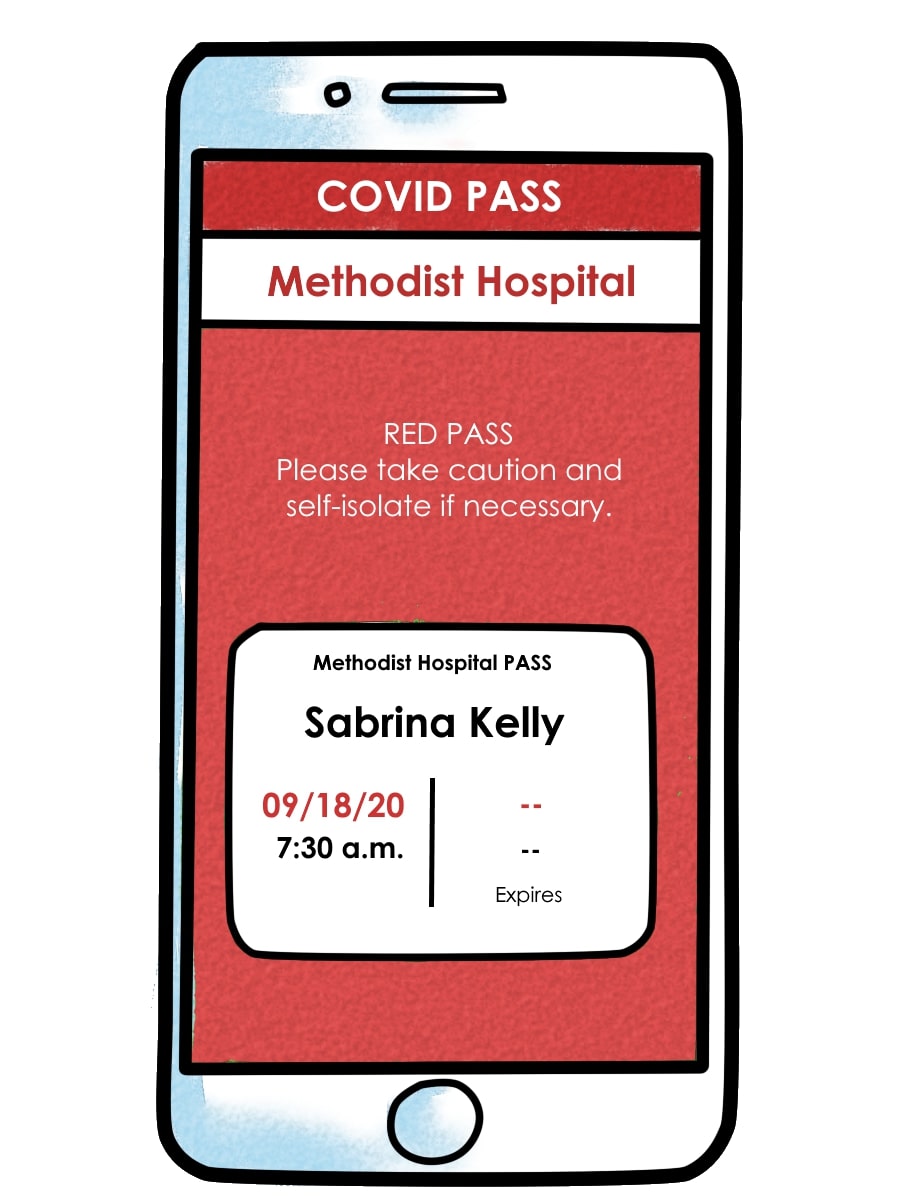 COVID PASS
Methodist Hospital
RED PASS
Please take caution and
self-isolate if necessary.
Methodist Hospital PASS
Sabrina Kelly
09/18/20
7:30 a.m.
--
--
Expires